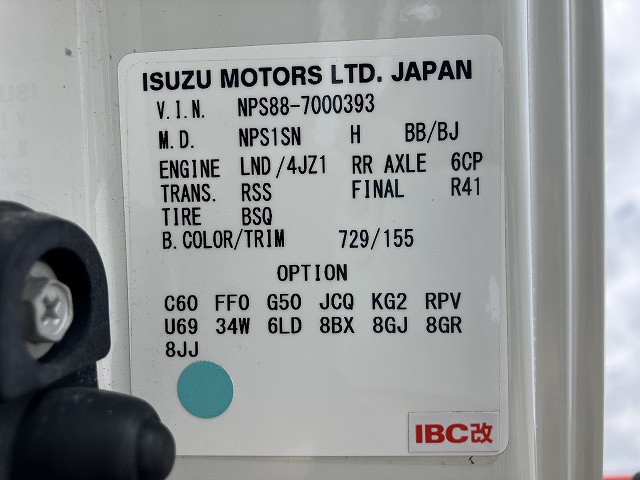 ISUZU MOTORS LTD. JAPAN
V.I.N. NPS88-7000393
M.D. NPS1SN H BB/BJ
ENGINE LND/4JZ1 RR AXLE 6CP
TRANS. RSS FINAL R41
TIRE BSQ
B.COLOR/TRIM 729/155
OPTION
C60 FF0 G50 JCQ KG2 RPV
U69 34W 6LD 8BX 8GJ 8GR
8JJ
IBC改